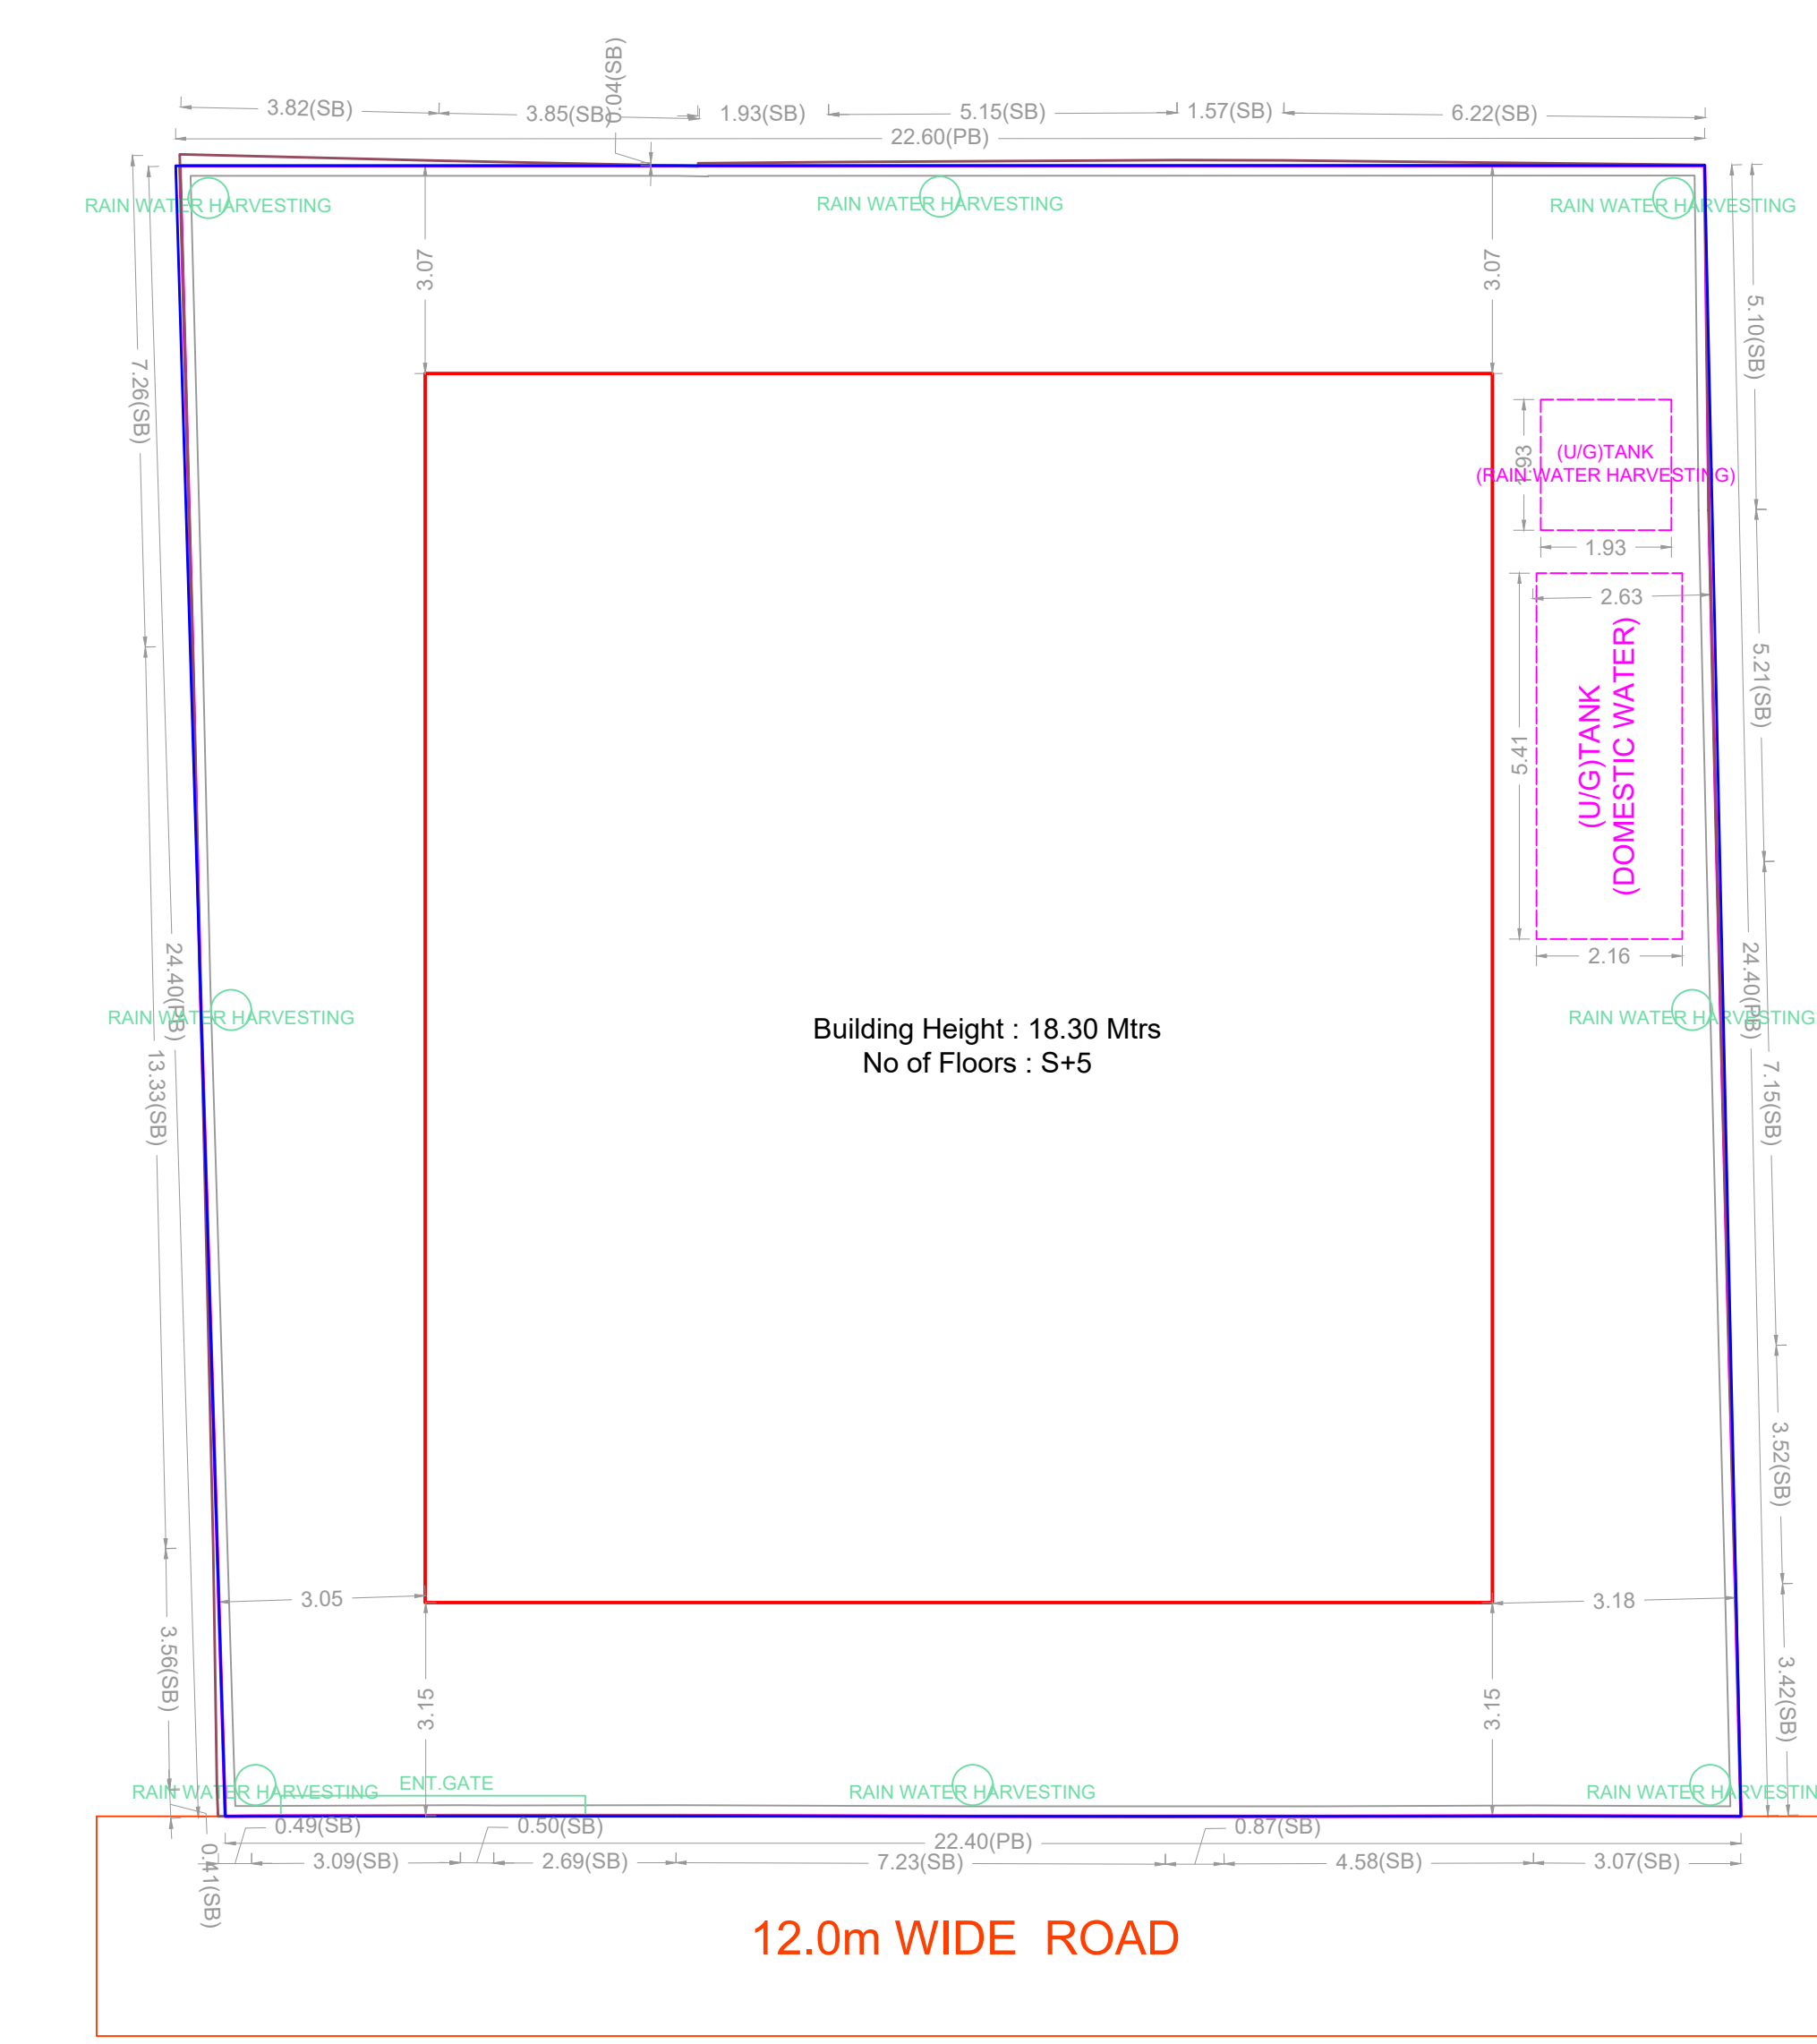 0.04(SB)
3.82(SB)
3.85(SB)
1.93(SB)
5.15(SB)
1.57(SB)
6.22(SB)
22.60(PB)
RAIN WATER HARVESTING
RAIN WATER HARVESTING
RAIN WATER HARVESTING
3.07
3.07
5.10(SB)
7.26(SB)
1.93
(U/G)TANK
(RAIN WATER HARVESTING)
1.93
2.63
(U/G)TANK
(DOMESTIC WATER)
5.41
5.21(SB)
2.16
24.40(PB)
24.40(PB)
RAIN WATER HARVESTING
RAIN WATER HARVESTING
Building Height : 18.30 Mtrs
No of Floors : S+5
13.33(SB)
7.15(SB)
3.52(SB)
3.05
3.18
3.56(SB)
3.15
3.15
3.42(SB)
RAIN WATER HARVESTING
ENT.GATE
RAIN WATER HARVESTING
RAIN WATER HARVESTIN
0.49(SB)
0.50(SB)
0.87(SB)
22.40(PB)
0.41(SB)
3.09(SB)
2.69(SB)
7.23(SB)
4.58(SB)
3.07(SB)
12.0m WIDE ROAD